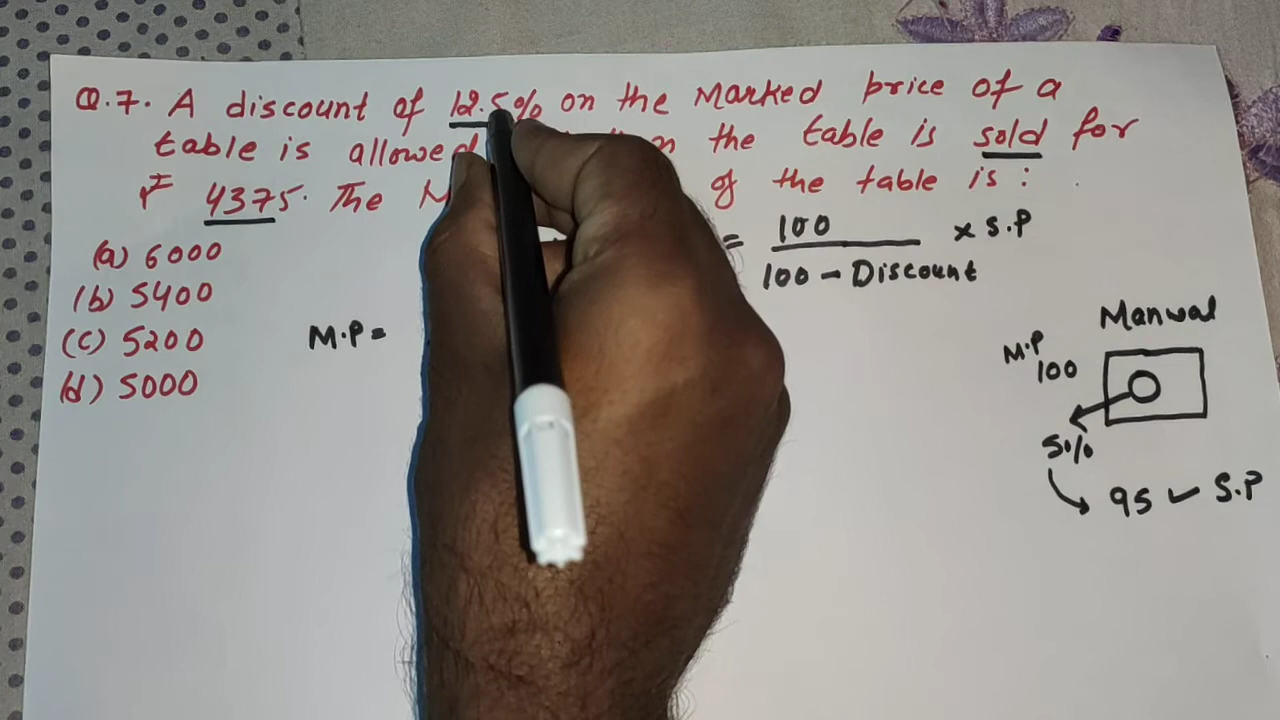 Q.7. A discount of 12.5% on the Marked price of a
table is allowed the table is sold for
₹ 4375. The of the table is :
= 100 / 100 - Discount × S.P
(a) 6000
(b) 5400
(c) 5200
(d) 5000
M.P =
Manual
M.P
100
5%
95 ✓ S.P